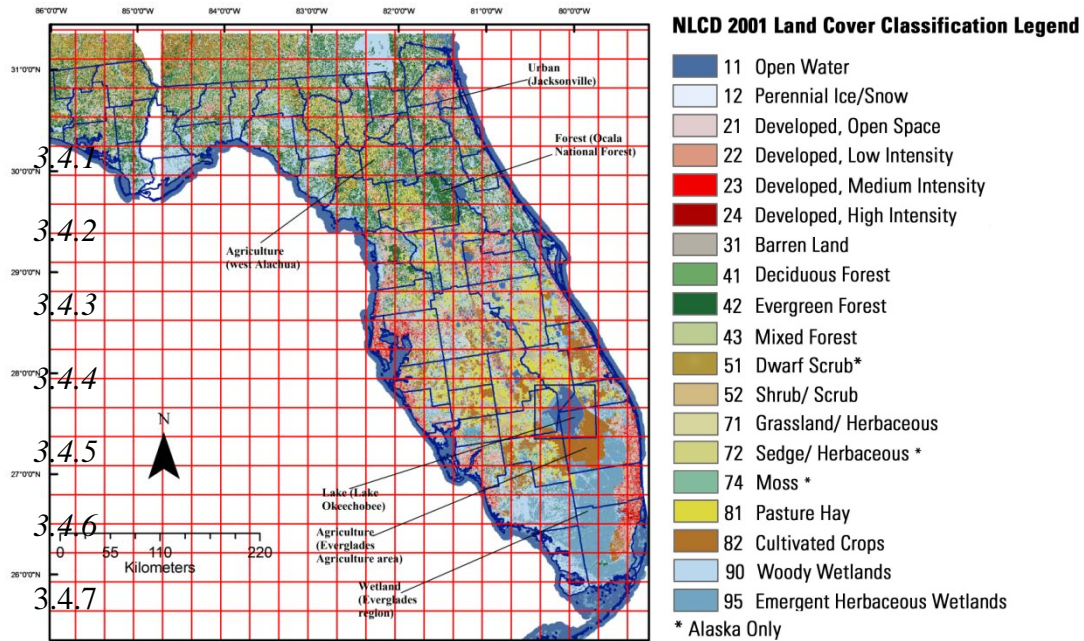 86°0'0"W 85°0'0"W 84°0'0"W 83°0'0"W 82°0'0"W 81°0'0"W 80°0'0"W
31°0'0"N
30°0'0"N
29°0'0"N
28°0'0"N
27°0'0"N
26°0'0"N
3.4.1
3.4.2
3.4.3
3.4.4
3.4.5
3.4.6
3.4.7
Urban
(Jacksonville)
Forest (Ocala
National Forest)
Agriculture
(west Alachua)
N
Lake (Lake
Okeechobee)
Agriculture
(Everglades
Agriculture area)
Wetland
(Everglades
region)
0 55 110 220
Kilometers
NLCD 2001 Land Cover Classification Legend
11 Open Water
12 Perennial Ice/Snow
21 Developed, Open Space
22 Developed, Low Intensity
23 Developed, Medium Intensity
24 Developed, High Intensity
31 Barren Land
41 Deciduous Forest
42 Evergreen Forest
43 Mixed Forest
51 Dwarf Scrub*
52 Shrub/ Scrub
71 Grassland/ Herbaceous
72 Sedge/ Herbaceous *
74 Moss *
81 Pasture Hay
82 Cultivated Crops
90 Woody Wetlands
95 Emergent Herbaceous Wetlands
* Alaska Only